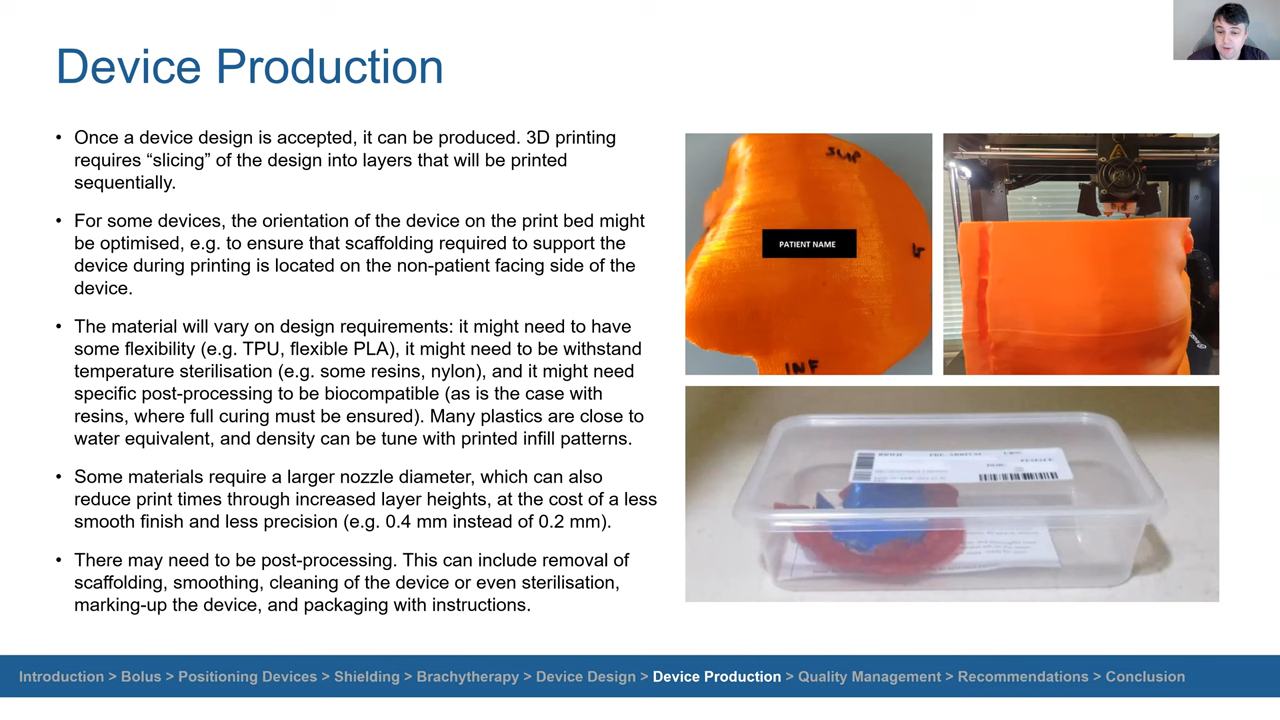 Device Production
• Once a device design is accepted, it can be produced. 3D printing
requires “slicing” of the design into layers that will be printed
sequentially.
• For some devices, the orientation of the device on the print bed might
be optimised, e.g. to ensure that scaffolding required to support the
device during printing is located on the non-patient facing side of the
device.
• The material will vary on design requirements: it might need to have
some flexibility (e.g. TPU, flexible PLA), it might need to be withstand
temperature sterilisation (e.g. some resins, nylon), and it might need
specific post-processing to be biocompatible (as is the case with
resins, where full curing must be ensured). Many plastics are close to
water equivalent, and density can be tune with printed infill patterns.
• Some materials require a larger nozzle diameter, which can also
reduce print times through increased layer heights, at the cost of a less
smooth finish and less precision (e.g. 0.4 mm instead of 0.2 mm).
• There may need to be post-processing. This can include removal of
scaffolding, smoothing, cleaning of the device or even sterilisation,
marking-up the device, and packaging with instructions.
SUP
PATIENT NAME
INF
Introduction > Bolus > Positioning Devices > Shielding > Brachytherapy > Device Design > Device Production > Quality Management > Recommendations > Conclusion